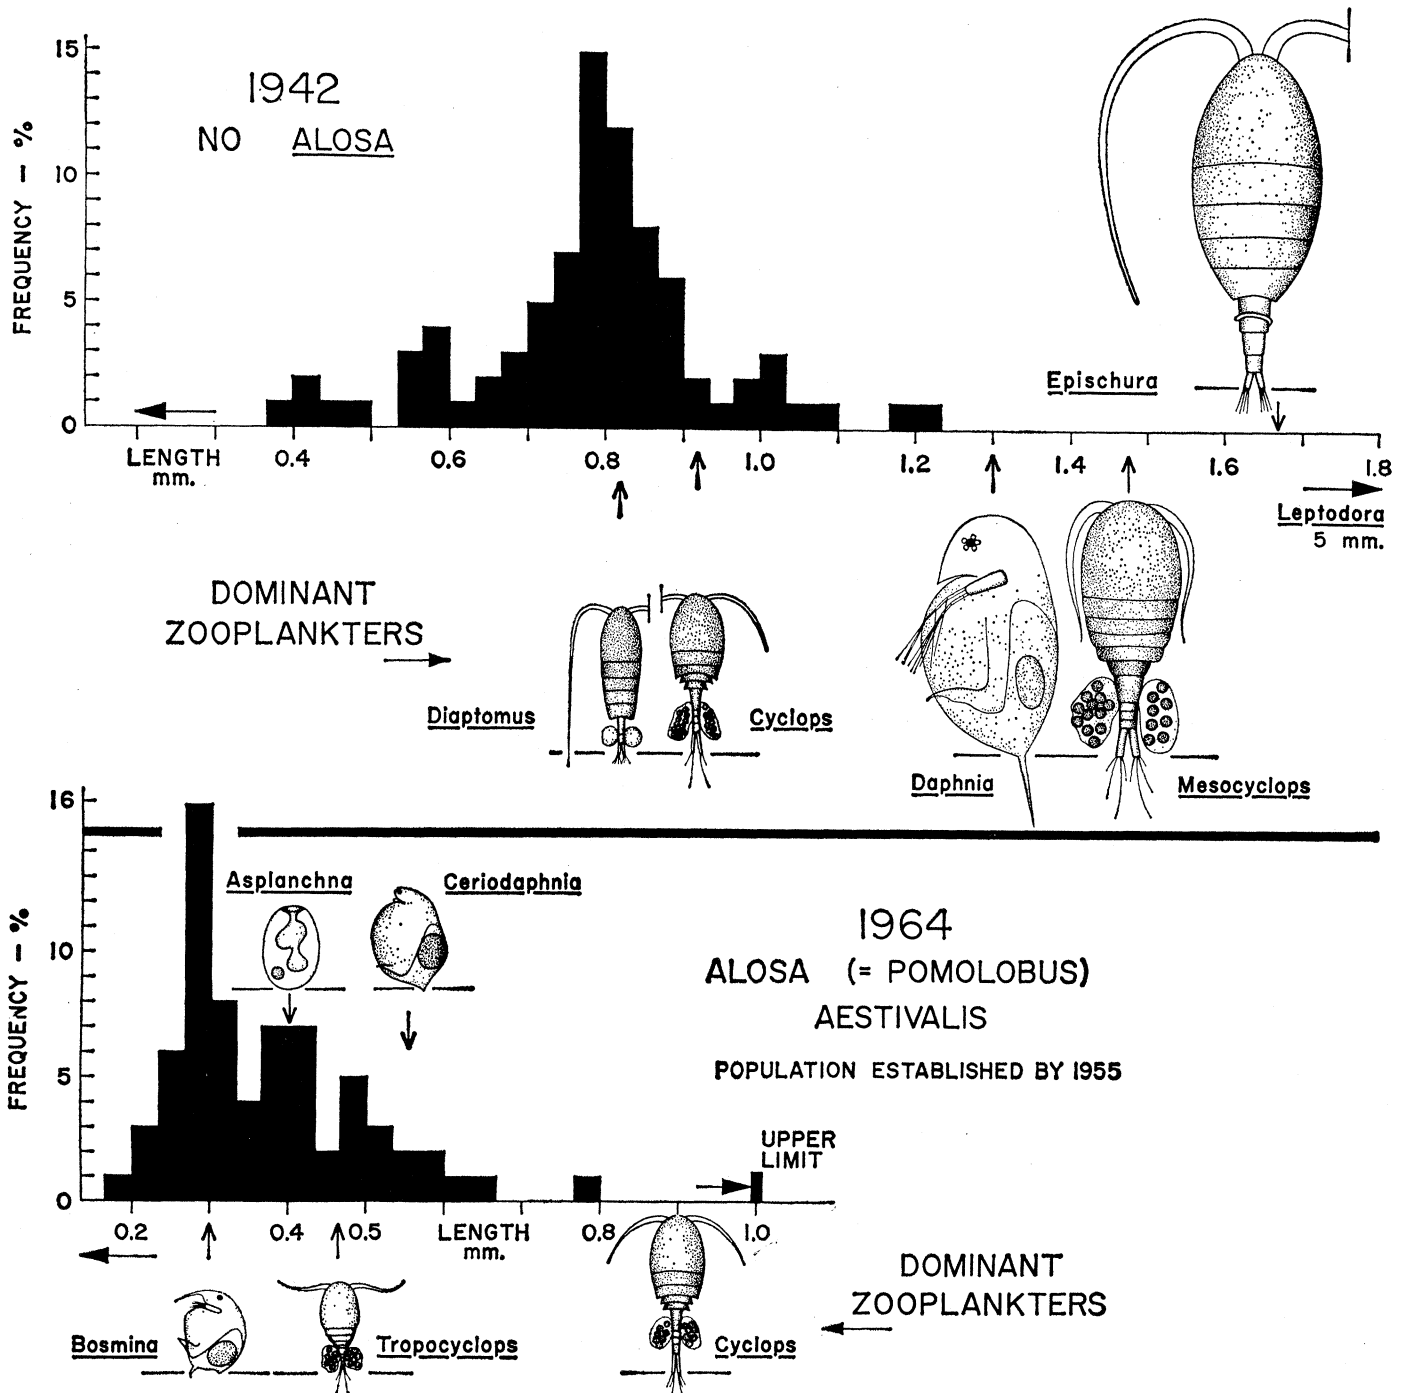 15
1942
NO ALOSA
10
FREQUENCY – %
5
0
Epischura
LENGTH
mm.
0.4
0.6
0.8
1.0
1.2
1.4
1.6
1.8
Leptodora
5 mm.
DOMINANT
ZOOPLANKTERS
Diaptomus
Cyclops
Daphnia
Mesocyclops
16
Asplanchna
Ceriodaphnia
1964
ALOSA (= POMOLOBUS)
AESTIVALIS
POPULATION ESTABLISHED BY 1955
10
FREQUENCY – %
5
0
UPPER
LIMIT
0.2
0.4
0.5
LENGTH
mm.
0.8
1.0
DOMINANT
ZOOPLANKTERS
Bosmina
Tropocyclops
Cyclops